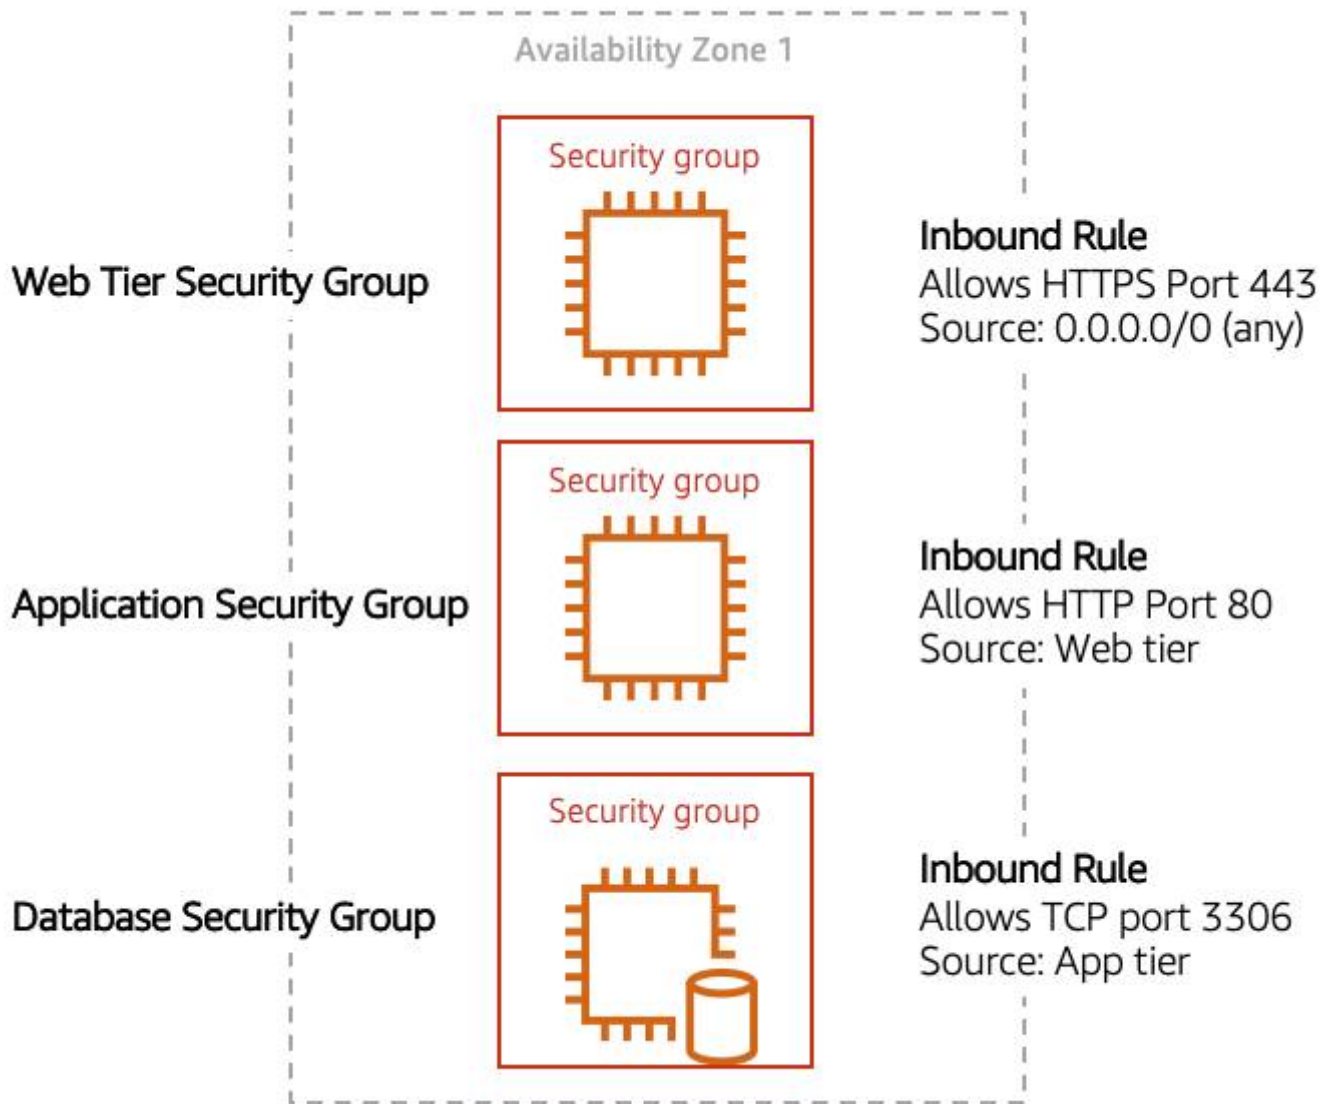 Availability Zone 1
Security group
Web Tier Security Group
Inbound Rule
Allows HTTPS Port 443
Source: 0.0.0.0/0 (any)
Security group
Application Security Group
Inbound Rule
Allows HTTP Port 80
Source: Web tier
Security group
Database Security Group
Inbound Rule
Allows TCP port 3306
Source: App tier